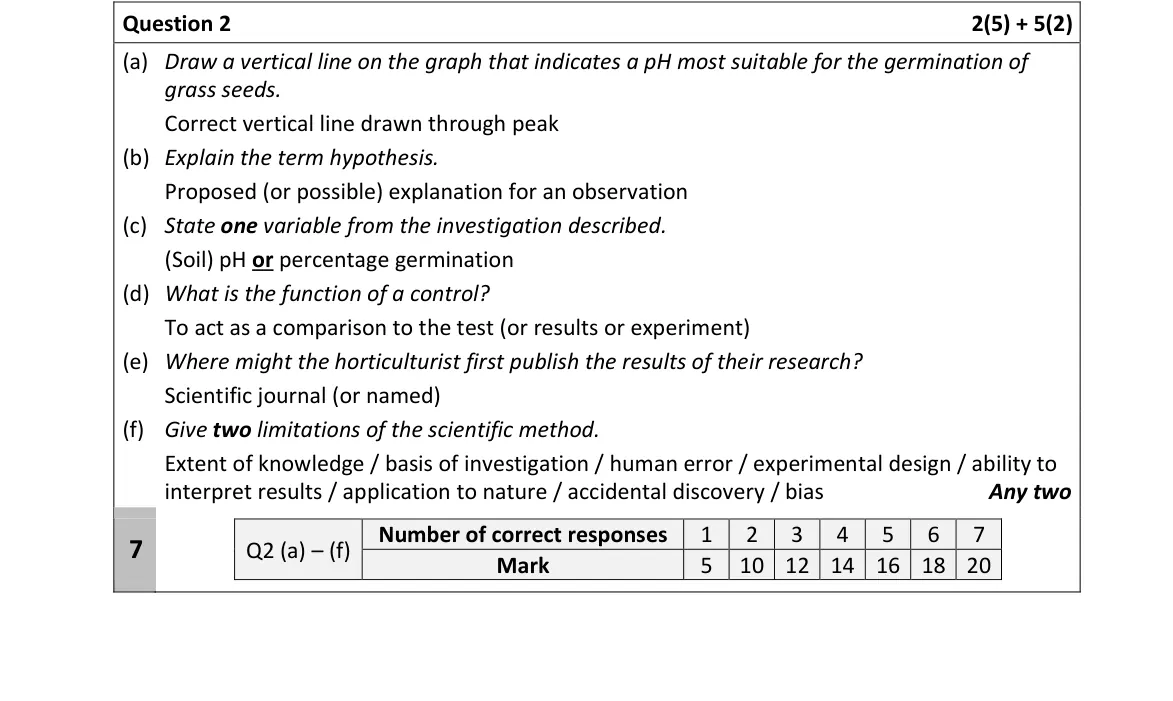 Question 2 2(5) + 5(2)
(a) Draw a vertical line on the graph that indicates a pH most suitable for the germination of
grass seeds.
Correct vertical line drawn through peak
(b) Explain the term hypothesis.
Proposed (or possible) explanation for an observation
(c) State one variable from the investigation described.
(Soil) pH or percentage germination
(d) What is the function of a control?
To act as a comparison to the test (or results or experiment)
(e) Where might the horticulturist first publish the results of their research?
Scientific journal (or named)
(f) Give two limitations of the scientific method.
Extent of knowledge / basis of investigation / human error / experimental design / ability to
interpret results / application to nature / accidental discovery / bias Any two
7
Q2 (a) – (f)
Number of correct responses 1 2 3 4 5 6 7
Mark 5 10 12 14 16 18 20